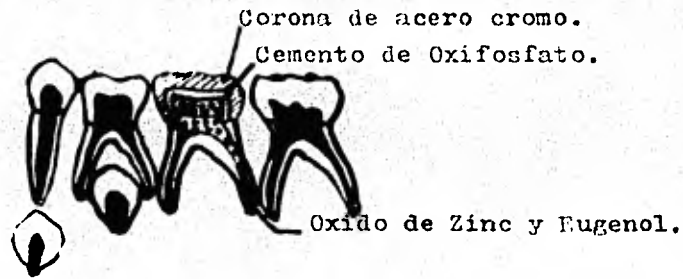 Corona de acero cromo.
Cemento de Oxifosfato.
Oxido de Zinc y Eugenol.